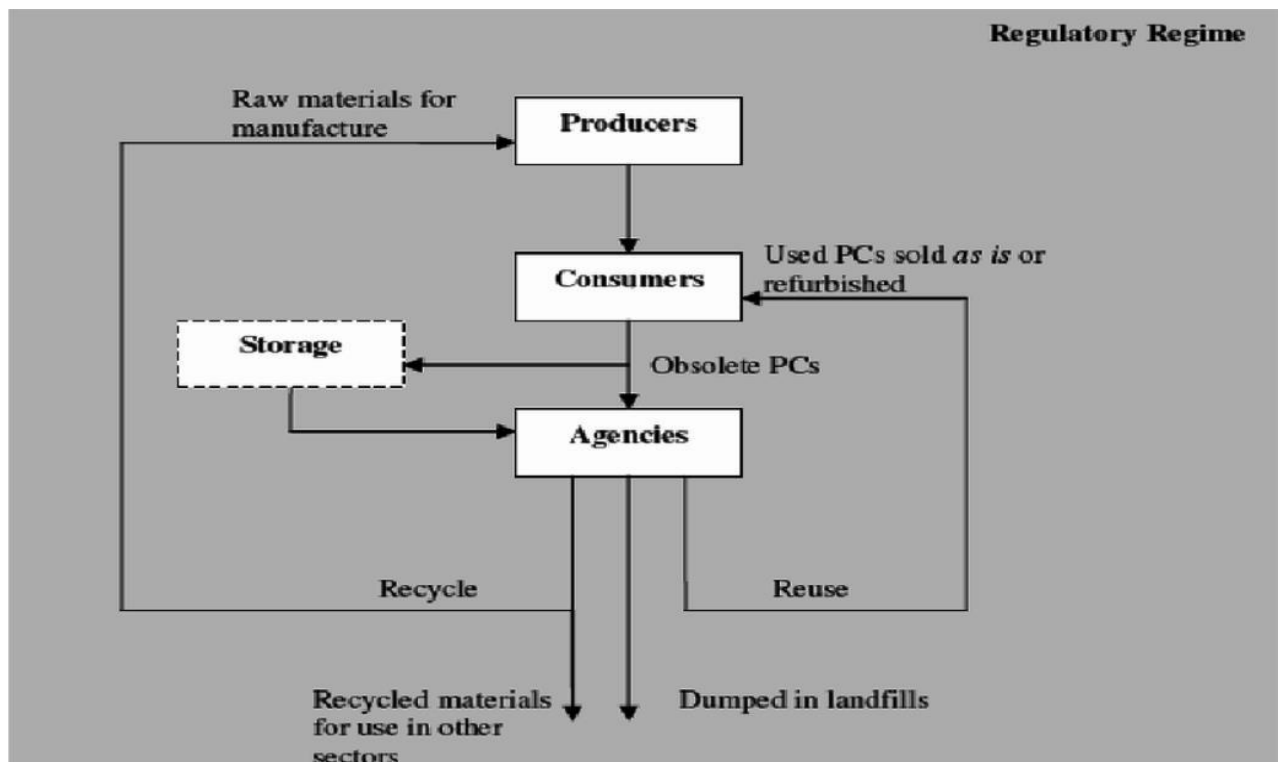 Regulatory Regime
Raw materials for
manufacture
Producers
Used PCs sold as is or
refurbished
Consumers
Storage
Obsolete PCs
Agencies
Recycle
Reuse
Recycled materials
for use in other
sectors
Dumped in landfills